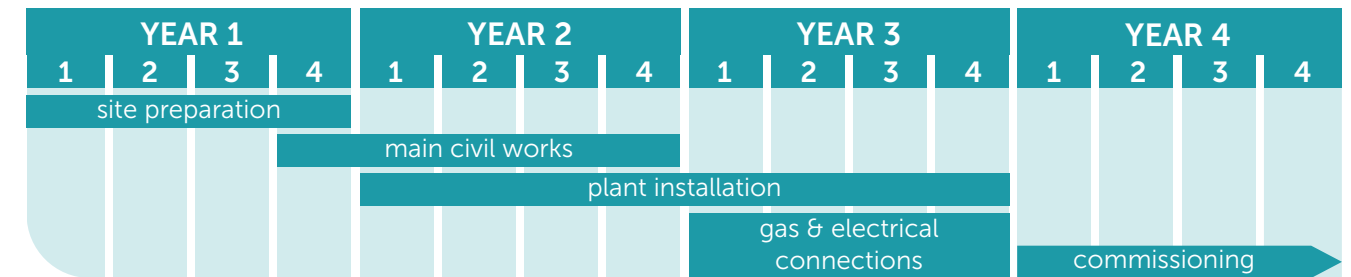 YEAR 1 YEAR 2 YEAR 3 YEAR 4
1 2 3 4 1 2 3 4 1 2 3 4 1 2 3 4
site preparation
main civil works
plant installation
gas & electrical
connections
commissioning